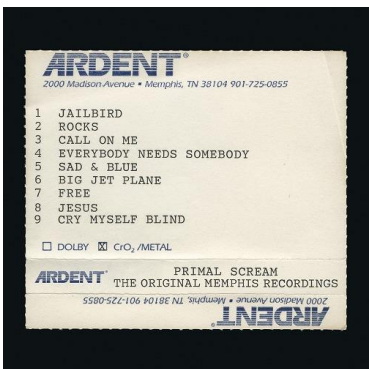 ARDENT®
2000 Madison Avenue • Memphis, TN 38104 901-725-0855
1 JAILBIRD
2 ROCKS
3 CALL ON ME
4 EVERYBODY NEEDS SOMEBODY
5 SAD & BLUE
6 BIG JET PLANE
7 FREE
8 JESUS
9 CRY MYSELF BLIND
☐ DOLBY ☒ CrO₂/METAL
ARDENT® PRIMAL SCREAM
THE ORIGINAL MEMPHIS RECORDINGS
2000 Madison Avenue • Memphis, TN 38104 901-725-0855
ARDENT